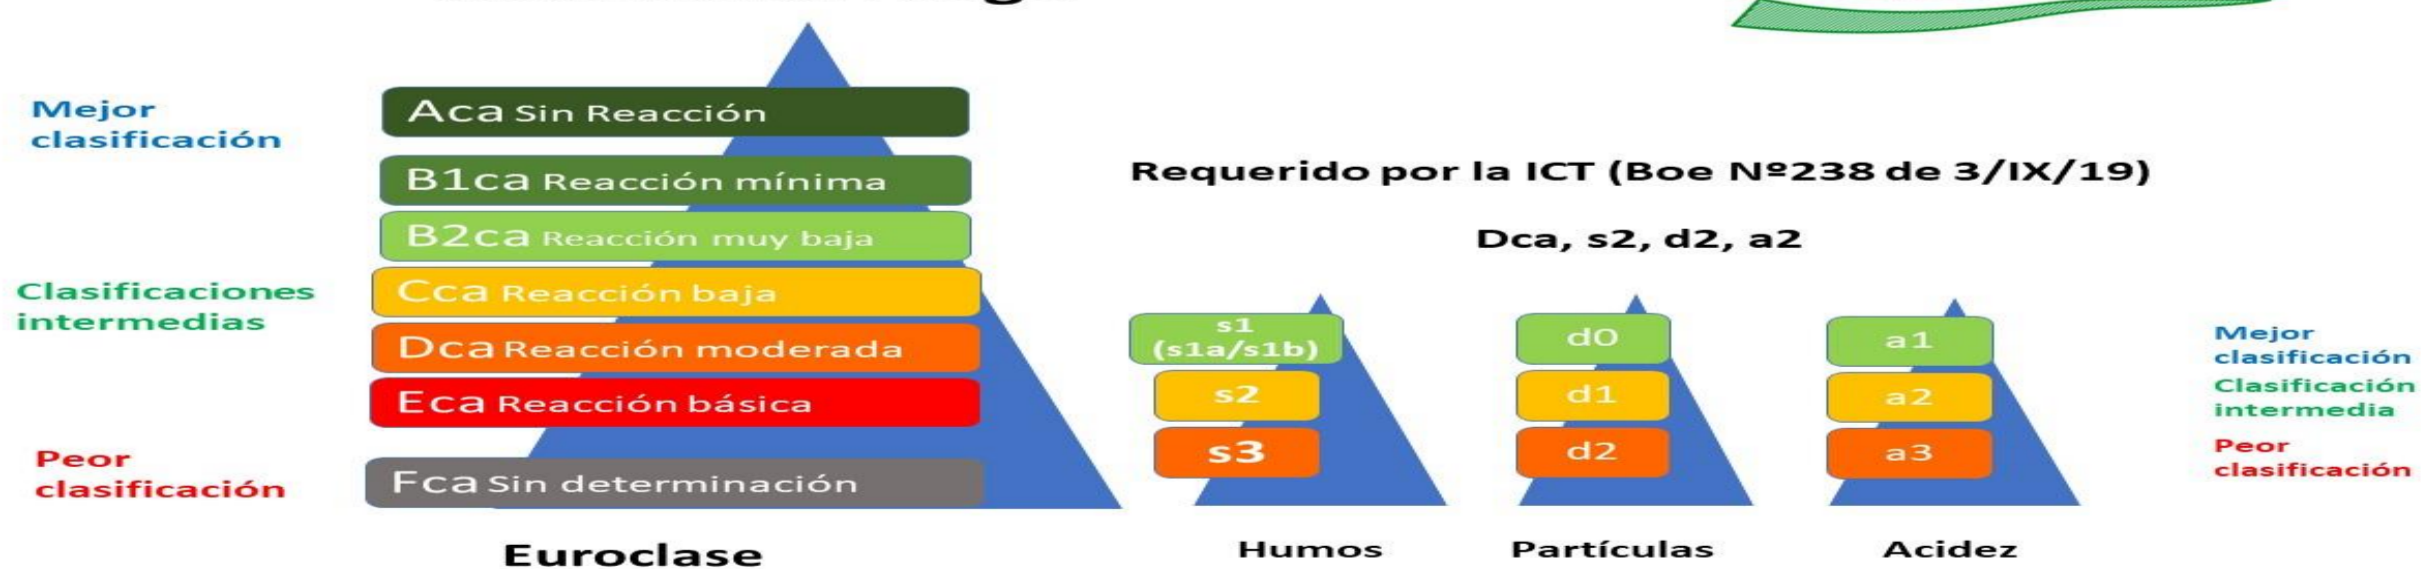 Mejor
clasificación
Aca Sin Reacción
B1ca Reacción mínima
B2ca Reacción muy baja
Clasificaciones
intermedias
Cca Reacción baja
Dca Reacción moderada
Eca Reacción básica
Peor
clasificación
Fca Sin determinación
Euroclase
Requerido por la ICT (Boe Nº238 de 3/IX/19)
Dca, s2, d2, a2
s1
(s1a/s1b)
s2
s3
Humos
d0
d1
d2
Partículas
a1
a2
a3
Acidez
Mejor
clasificación
Clasificación
intermedia
Peor
clasificación